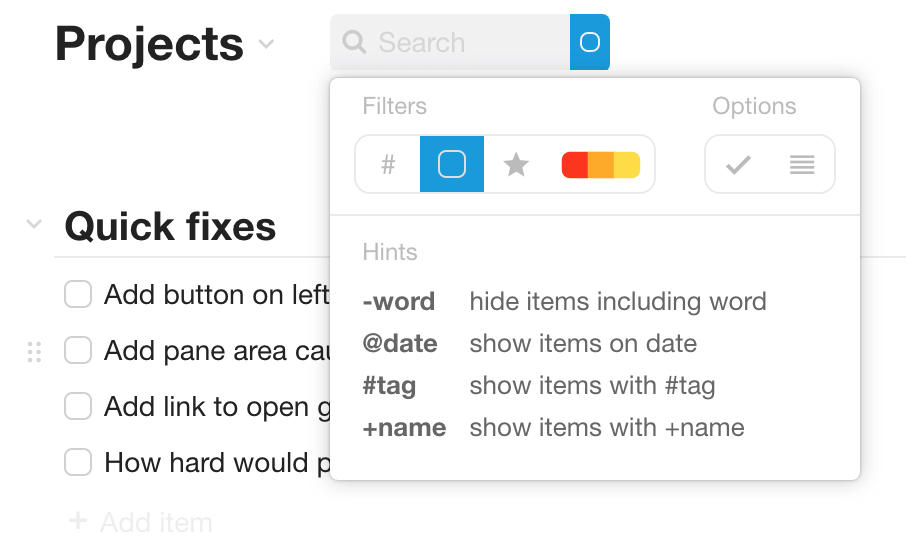 Projects
Search
Filters
Options
#
Quick fixes
Hints
Add button on left
-word hide items including word
Add pane area
@date show items on date
#tag show items with #tag
Add link to open
+name show items with +name
How hard would
+ Add item